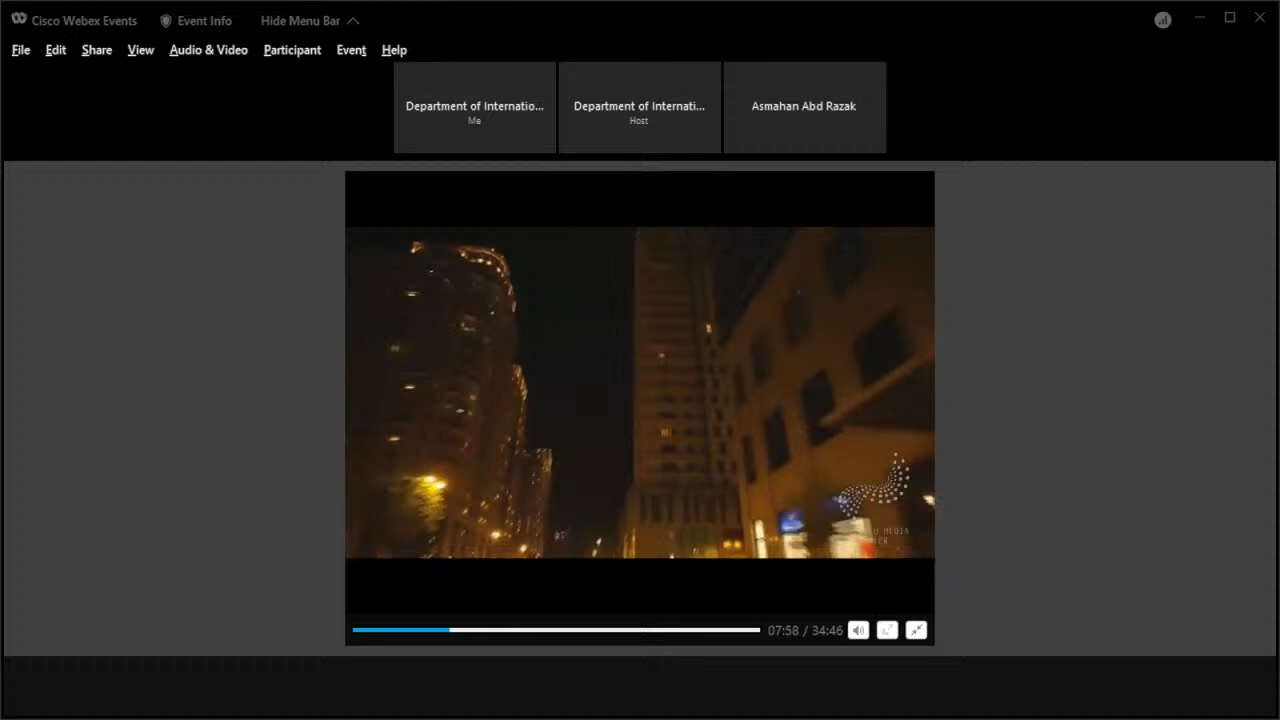 Cisco Webex Events Event Info Hide Menu Bar
File Edit Share View Audio & Video Participant Event Help
Department of Internatio...
Me
Department of Internati...
Host
Asmahan Abd Razak
MEDIA
07:58 / 34:46